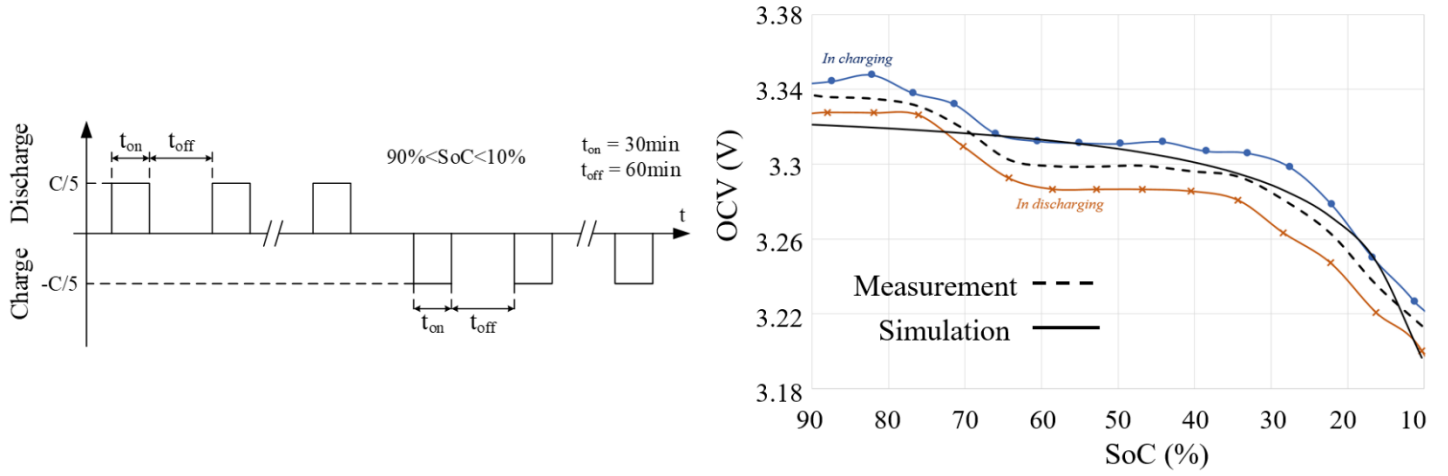 Discharge
Charge
C/5
-C/5
t_on
t_off
90%<SoC<10%
t_on = 30min
t_off = 60min
t
t_on
t_off
OCV (V)
3.38
3.34
3.3
3.26
3.22
3.18
In charging
In discharging
Measurement
Simulation
90 80 70 60 50 40 30 20 10
SoC (%)